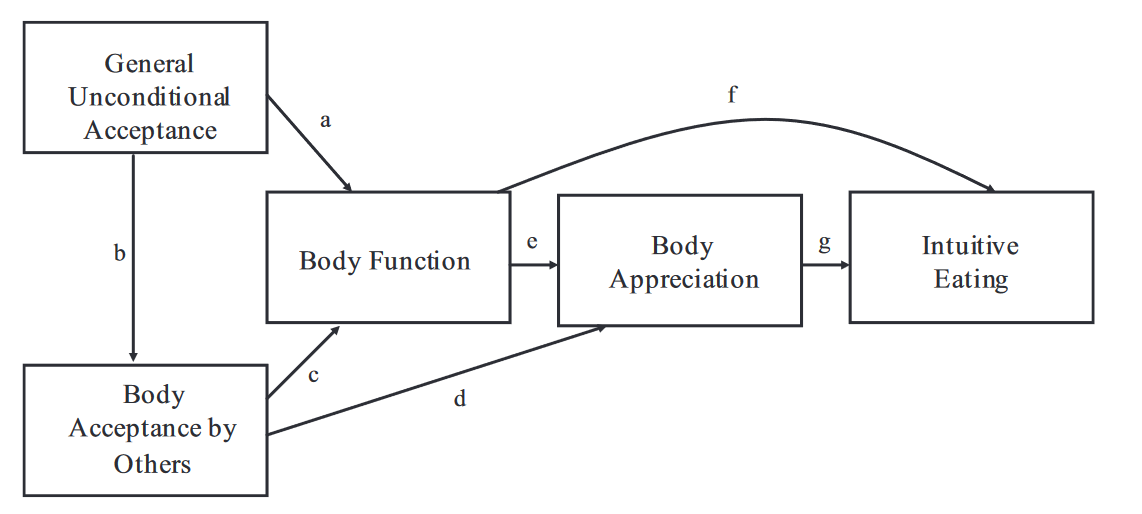 General
Unconditional
Acceptance
a
f
b
Body Function
e
Body
Appreciation
g
Intuitive
Eating
c
d
Body
Acceptance by
Others